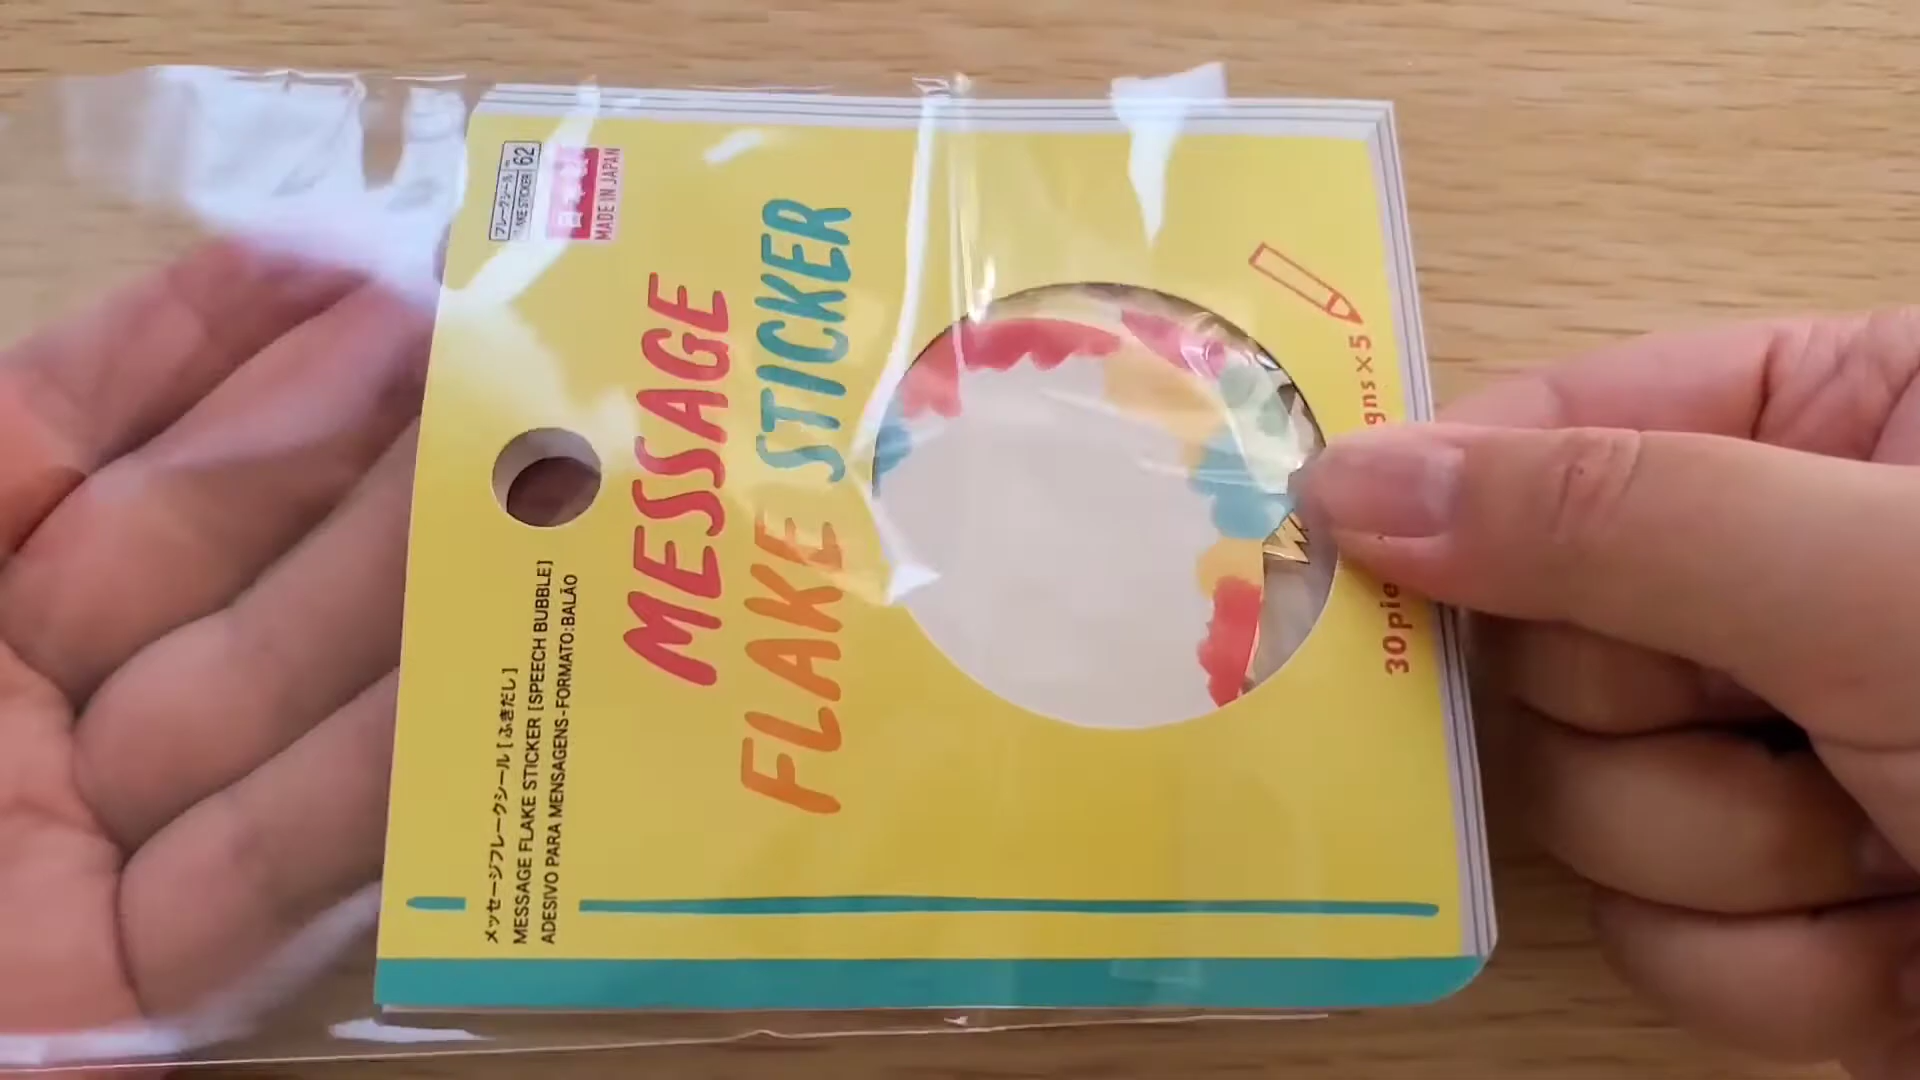 フレークシール
FLAKE STICKER
62
MADE IN JAPAN
MESSAGE
FLAKE STICKER
メッセージフレークシール [ふきだし]
MESSAGE FLAKE STICKER [SPEECH BUBBLE]
ADESIVO PARA MENSAGENS-FORMATO:BALÃO
30pie
gns×5